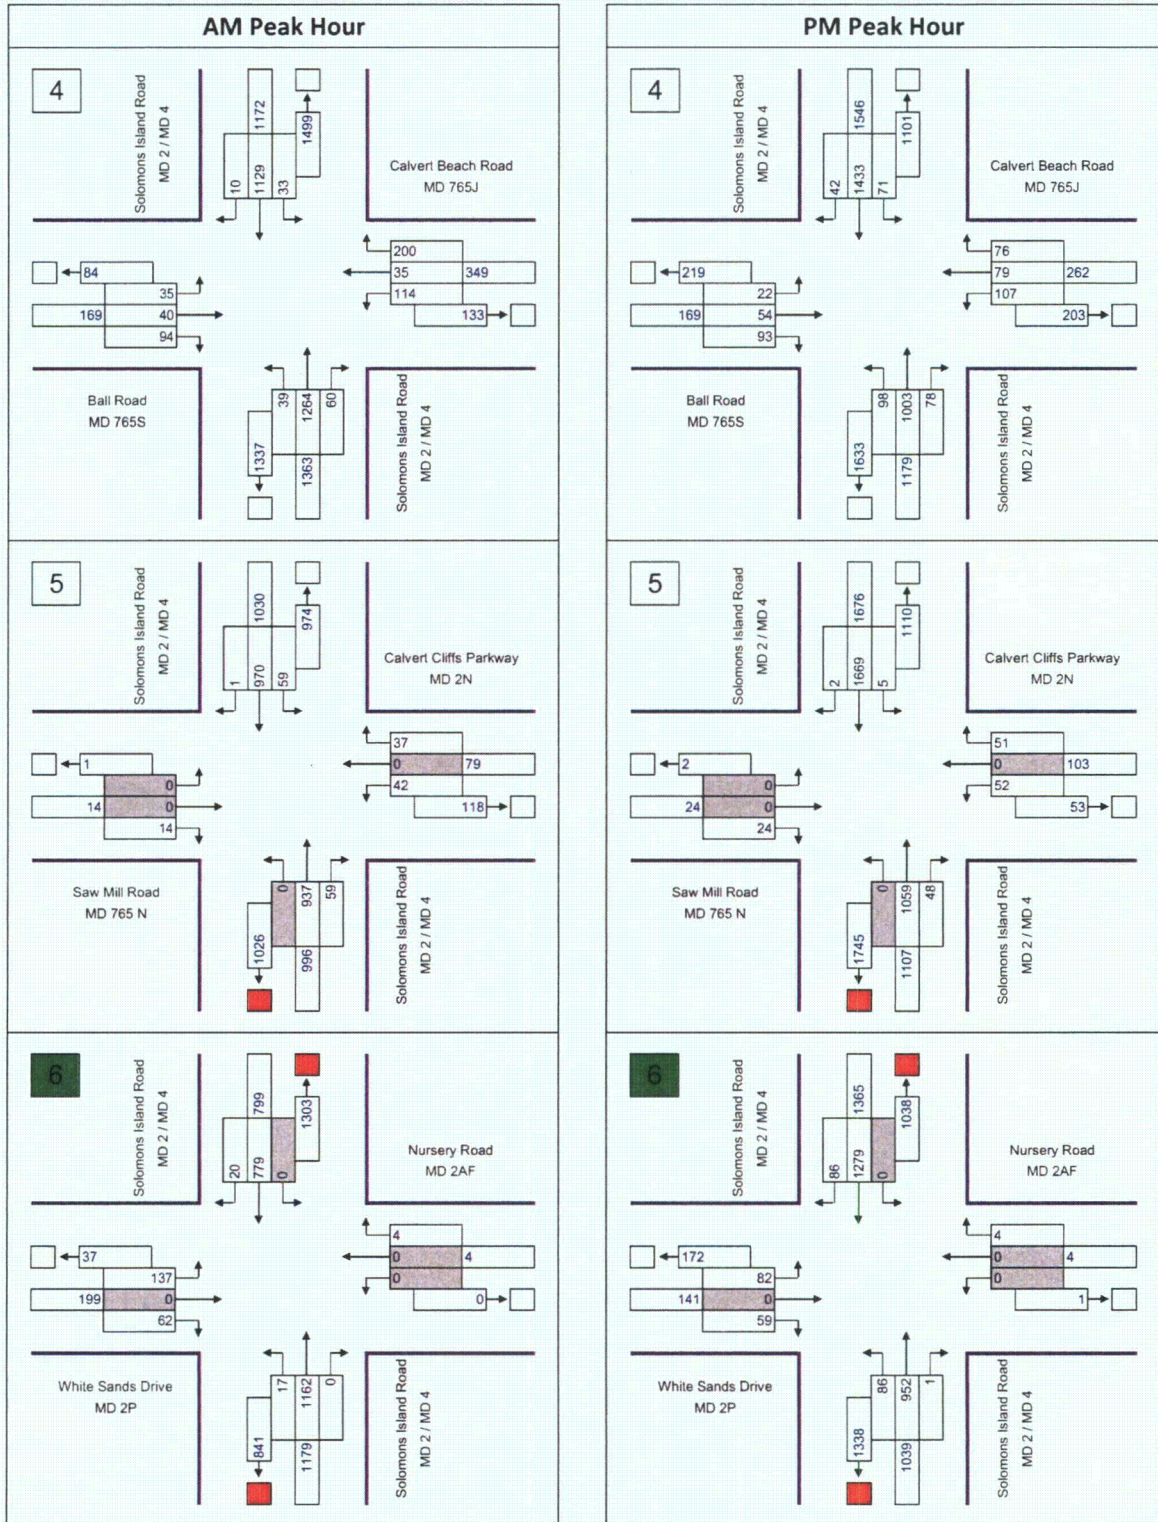 AM Peak Hour
4
Solomons Island Road
MD 2 / MD 4
1172
1499
10
1129
33
Calvert Beach Road
MD 765J
200
35
349
114
133
84
35
169
40
94
Ball Road
MD 765S
39
1264
60
1337
1363
Solomons Island Road
MD 2 / MD 4
5
Solomons Island Road
MD 2 / MD 4
1030
974
1
970
59
Calvert Cliffs Parkway
MD 2N
37
0
79
42
118
1
0
14
0
14
Saw Mill Road
MD 765 N
0
937
59
1026
996
Solomons Island Road
MD 2 / MD 4
6
Solomons Island Road
MD 2 / MD 4
799
1303
20
779
0
Nursery Road
MD 2AF
4
0
4
0
0
37
137
199
0
62
White Sands Drive
MD 2P
17
1162
0
841
1179
Solomons Island Road
MD 2 / MD 4
PM Peak Hour
4
Solomons Island Road
MD 2 / MD 4
1546
1101
42
1433
71
Calvert Beach Road
MD 765J
76
79
262
107
203
219
22
169
54
93
Ball Road
MD 765S
98
1003
78
1633
1179
Solomons Island Road
MD 2 / MD 4
5
Solomons Island Road
MD 2 / MD 4
1676
1110
2
1669
5
Calvert Cliffs Parkway
MD 2N
51
0
103
52
53
2
0
24
0
24
Saw Mill Road
MD 765 N
0
1059
48
1745
1107
Solomons Island Road
MD 2 / MD 4
6
Solomons Island Road
MD 2 / MD 4
1365
1038
86
1279
0
Nursery Road
MD 2AF
4
0
4
0
1
172
82
141
0
59
White Sands Drive
MD 2P
86
952
1
1338
1039
Solomons Island Road
MD 2 / MD 4